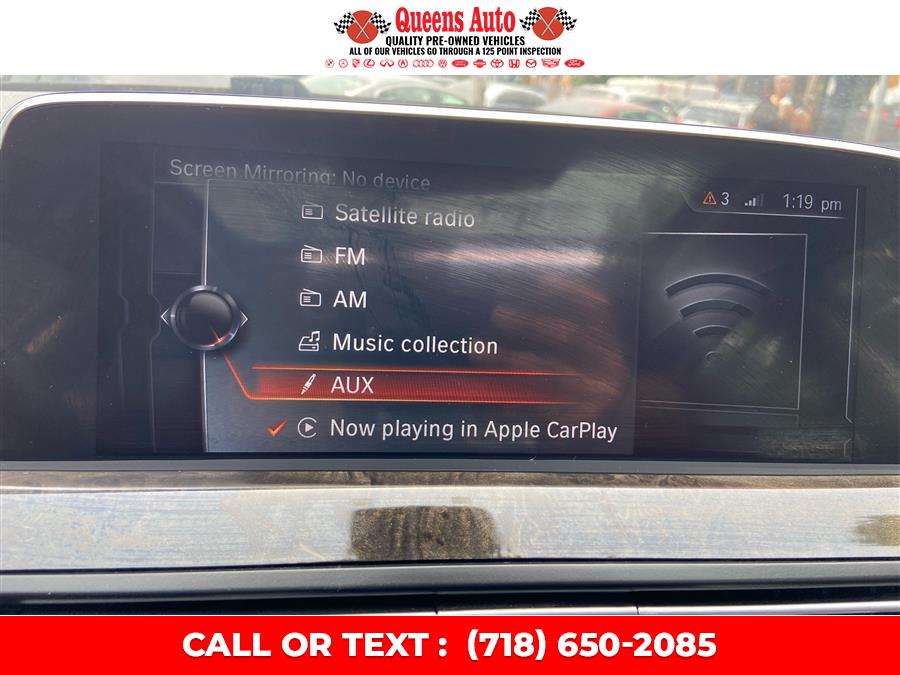 Queens Auto
QUALITY PRE-OWNED VEHICLES
ALL OF OUR VEHICLES GO THROUGH A 125 POINT INSPECTION
Screen Mirroring: No device
3 1:19 pm
Satellite radio
FM
AM
Music collection
AUX
Now playing in Apple CarPlay
CALL OR TEXT : (718) 650-2085